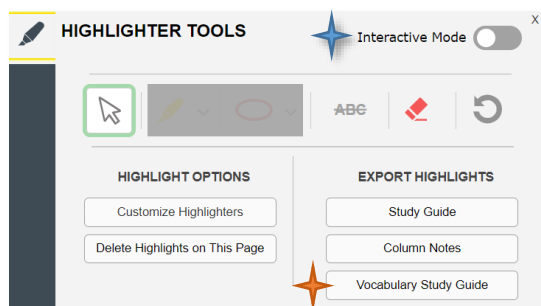 HIGHLIGHTER TOOLS
Interactive Mode
X
ABC
HIGHLIGHT OPTIONS
Customize Highlighters
Delete Highlights on This Page
EXPORT HIGHLIGHTS
Study Guide
Column Notes
Vocabulary Study Guide